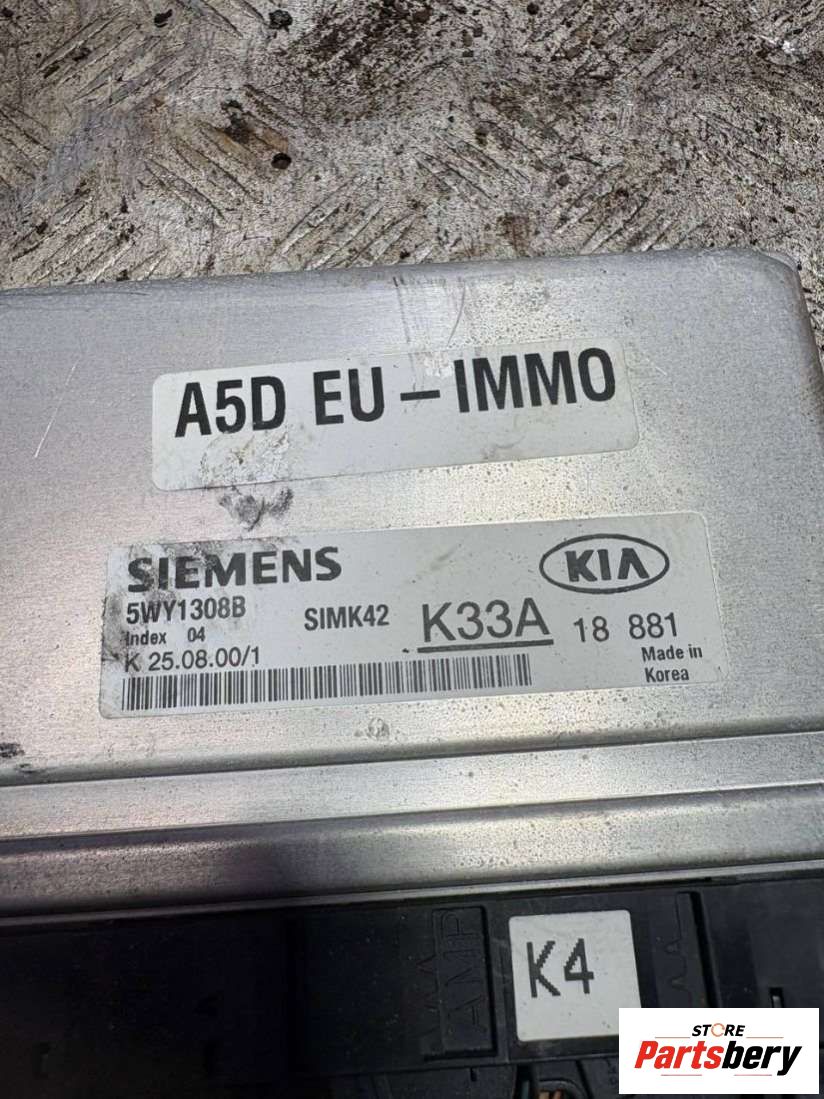 A5D EU – IMMO
SIEMENS
KIA
5WY1308B
SIMK42
K33A
18 881
Index 04
K 25.08.00/1
Made in
Korea
AMP
K4
STORE
Partsbery